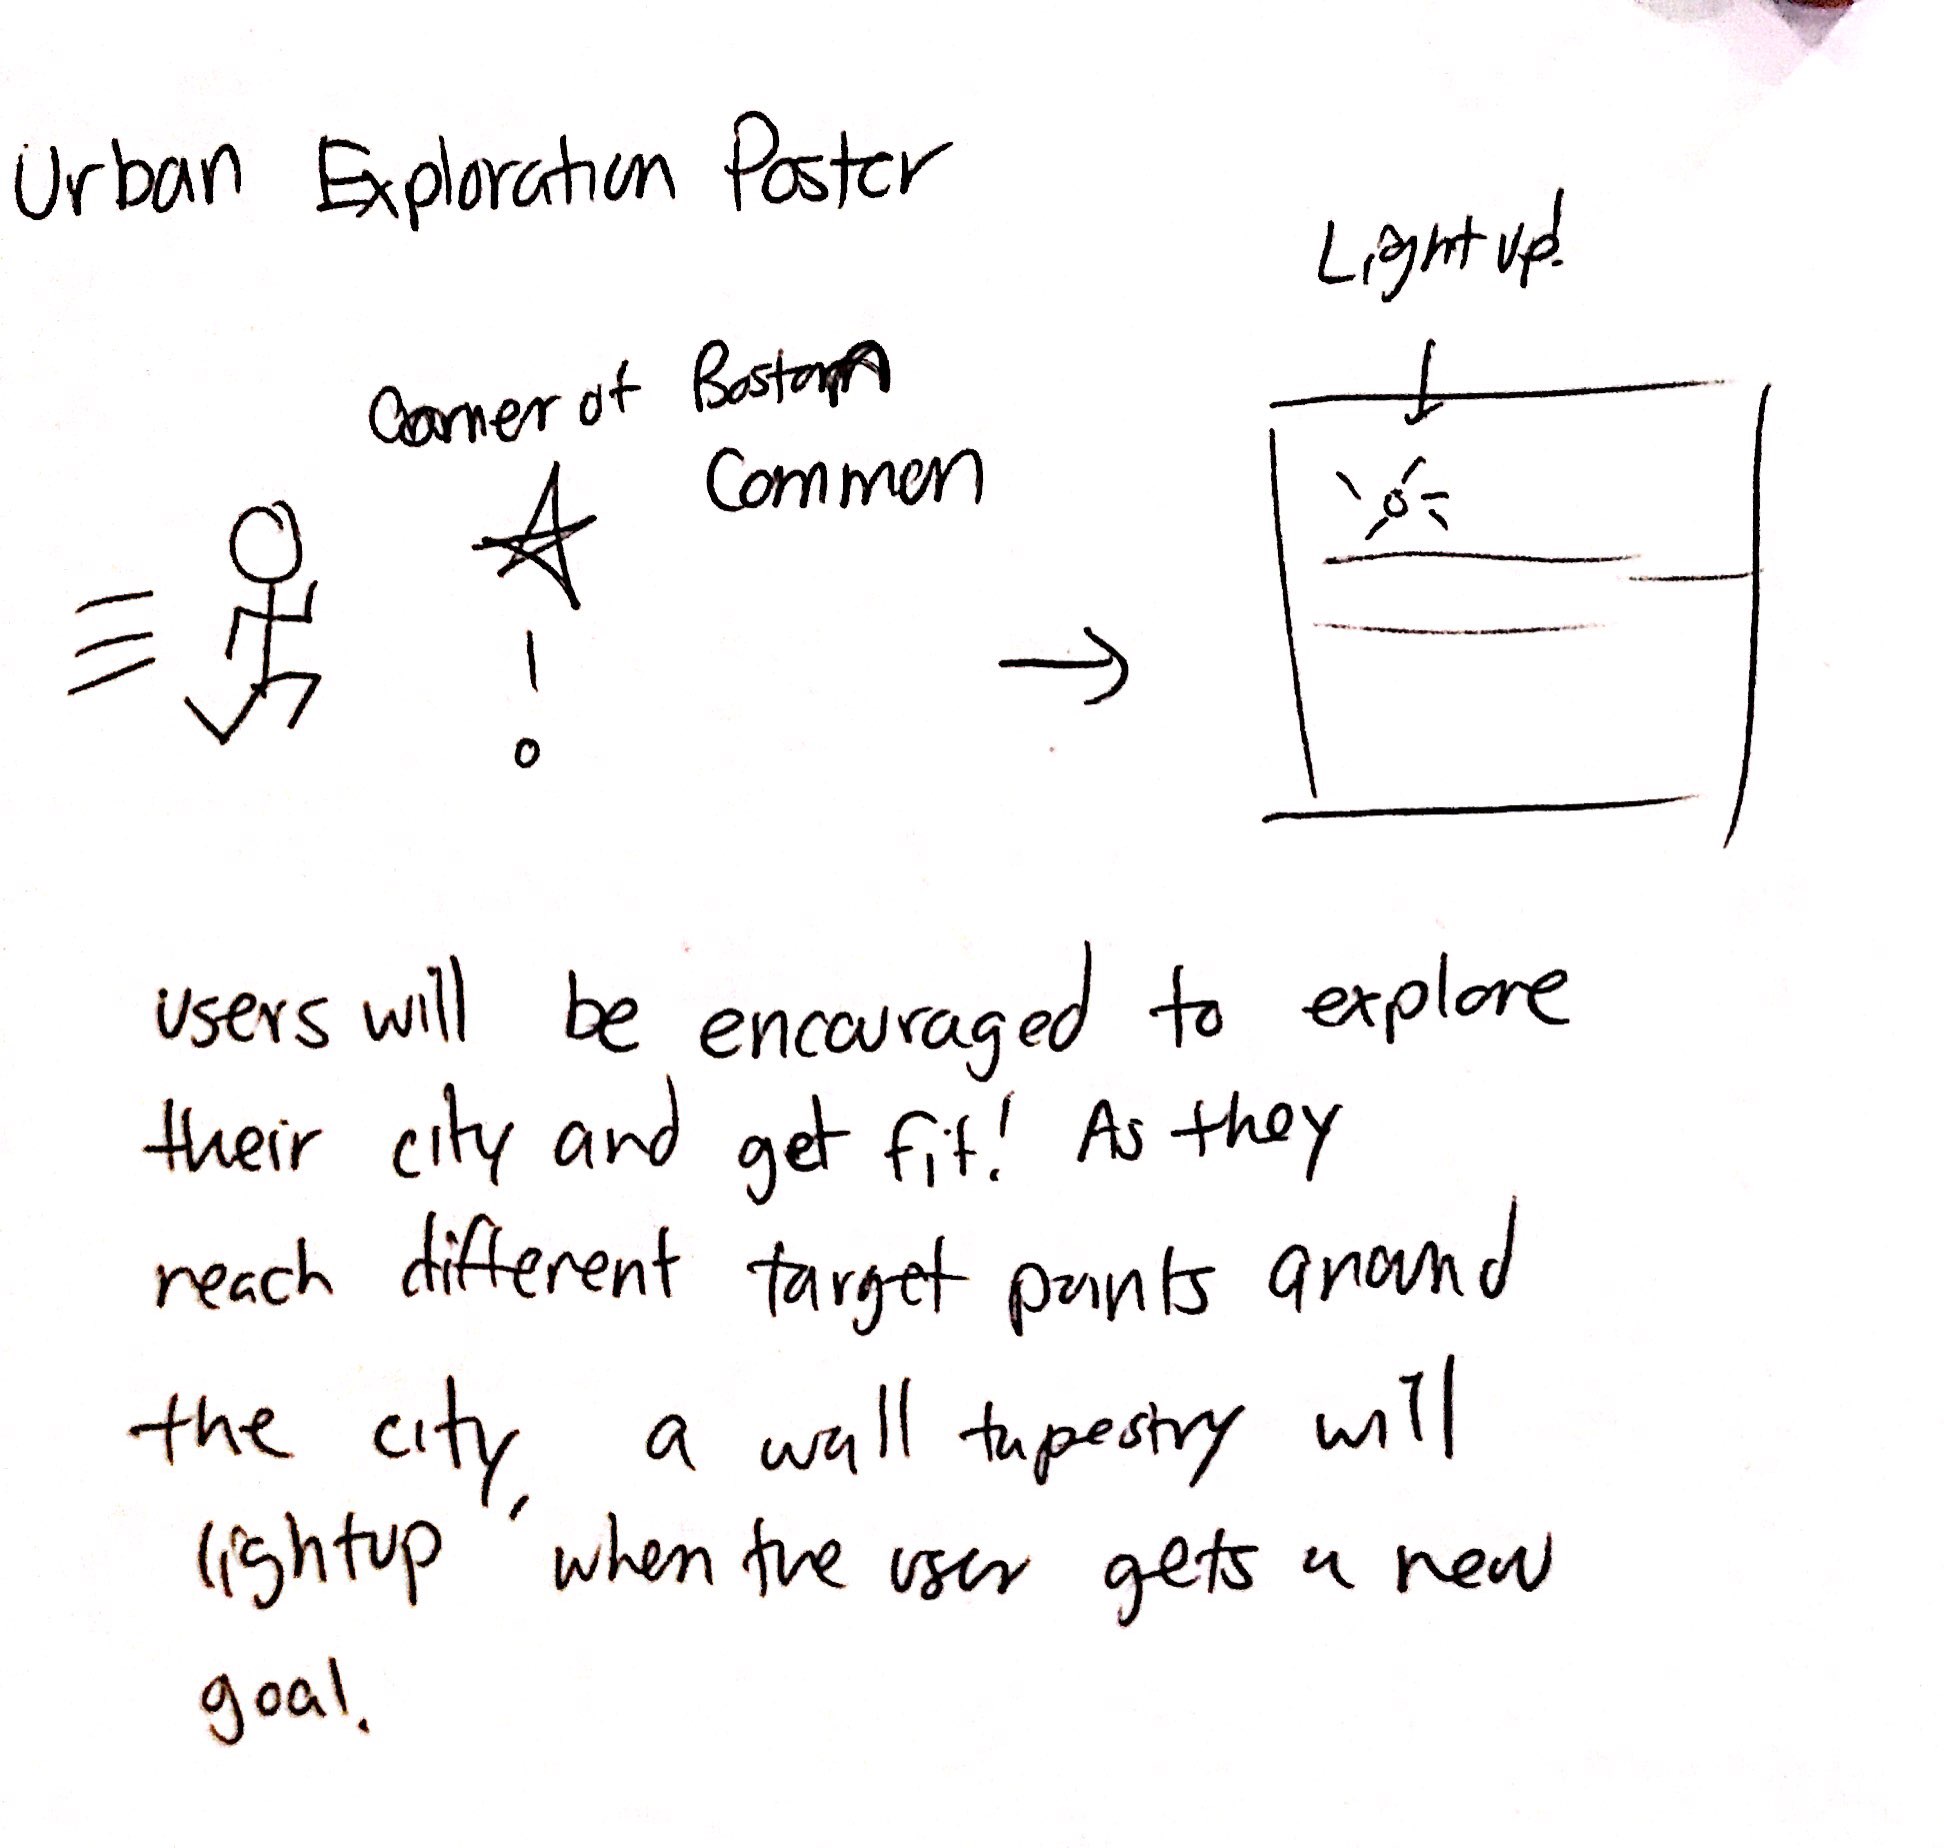 Urban Exploration Poster
Light up!
Corner of Boston
Common
users will be encouraged to explore
their city and get fit! As they
reach different target points around
the city, a wall tapestry will
lightup when the user gets a new
goal.